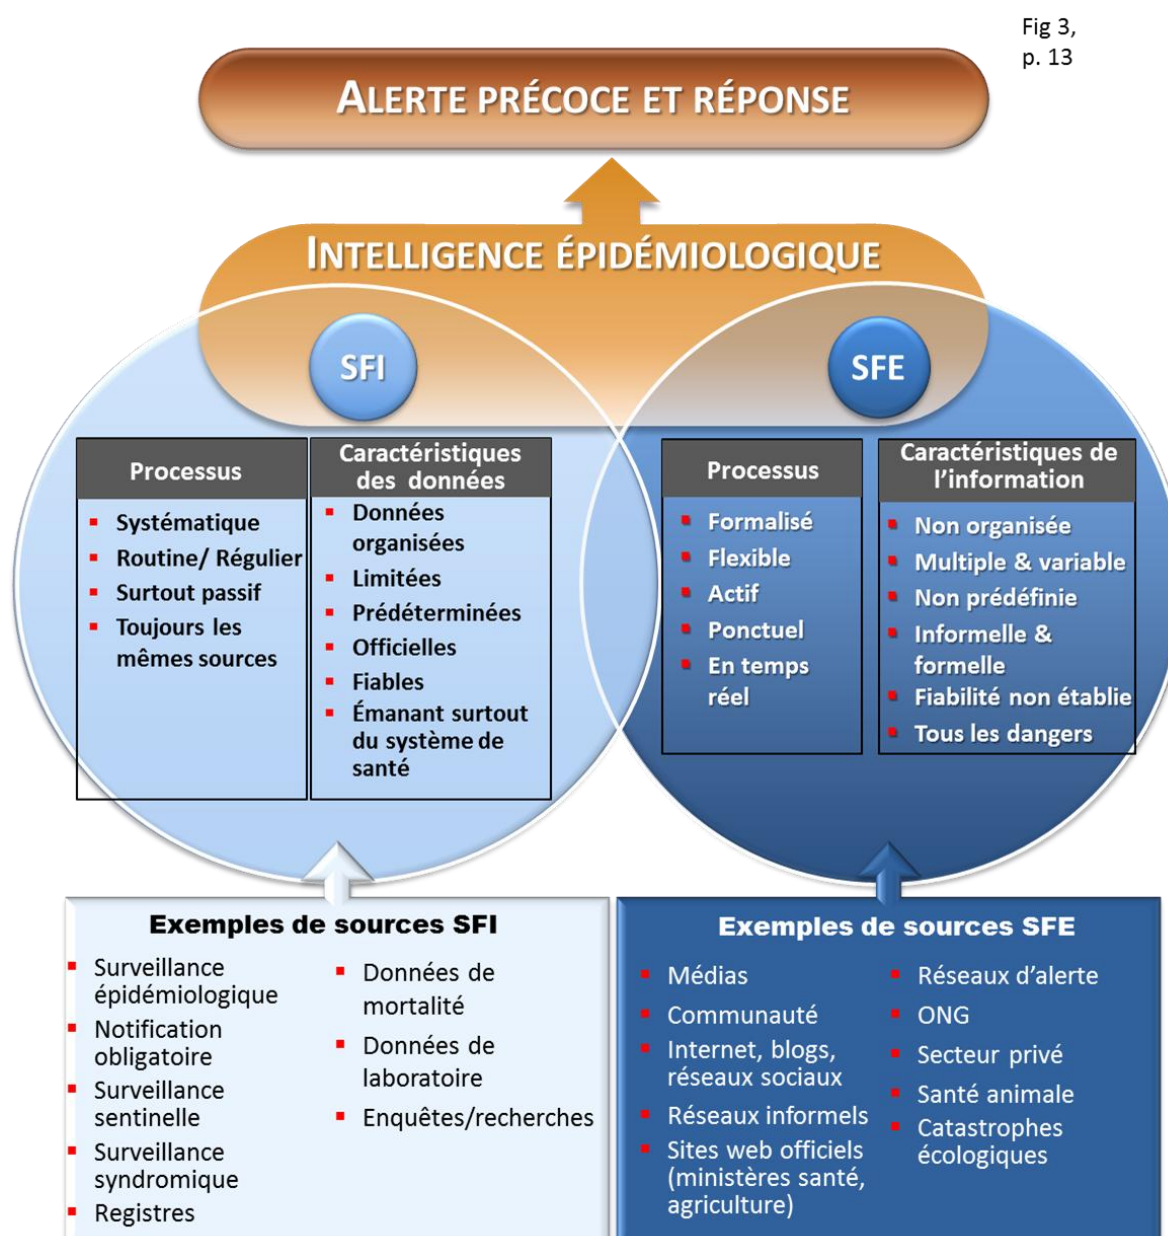 Fig 3,
p. 13
ALERTE PRÉCOCE ET RÉPONSE
INTELLIGENCE ÉPIDÉMIOLOGIQUE
SFI
SFE
Processus
Systématique
Routine/ Régulier
Surtout passif
Toujours les
mêmes sources
Caractéristiques
des données
Données
organisées
Limitées
Prédéterminées
Officielles
Fiables
Émanant surtout
du système de
santé
Processus
Formalisé
Flexible
Actif
Ponctuel
En temps
réel
Caractéristiques de
l’information
Non organisée
Multiple & variable
Non prédéfinie
Informelle &
formelle
Fiabilité non établie
Tous les dangers
Exemples de sources SFI
Surveillance
épidémiologique
Notification
obligatoire
Surveillance
sentinelle
Surveillance
syndromique
Registres
Données de
mortalité
Données de
laboratoire
Enquêtes/recherches
Exemples de sources SFE
Médias
Communauté
Internet, blogs,
réseaux sociaux
Réseaux informels
Sites web officiels
(ministères santé,
agriculture)
Réseaux d’alerte
ONG
Secteur privé
Santé animale
Catastrophes
écologiques